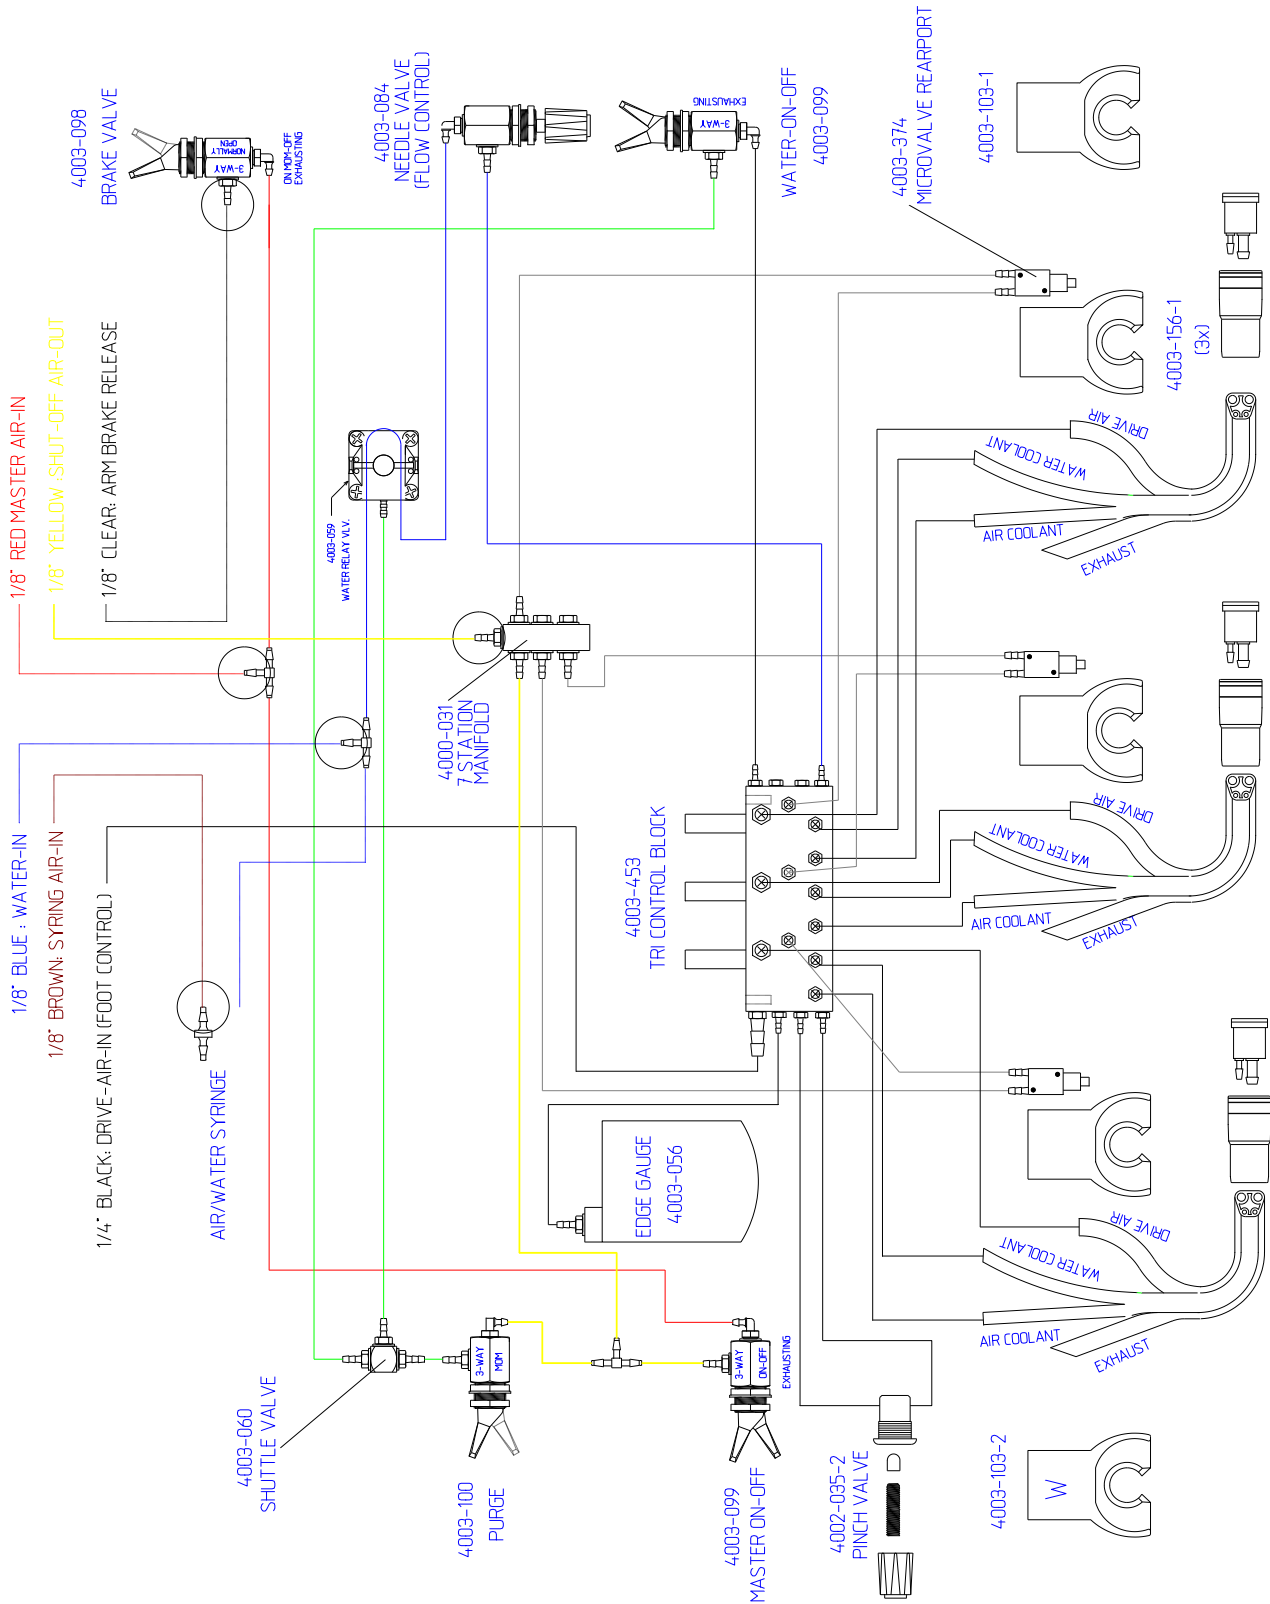 1/8" RED MASTER AIR-IN
1/8" YELLOW :SHUT-OFF AIR-OUT
1/8" CLEAR: ARM BRAKE RELEASE
1/8" BLUE : WATER-IN
1/8" BROWN: SYRING AIR-IN
1/4" BLACK: DRIVE-AIR-IN (FOOT CONTROL)
AIR/WATER SYRINGE
4003-098
BRAKE VALVE
3-WAY
NORMALLY
OPEN
ON MOM-OFF
EXHAUSTING
4003-084
NEEDLE VALVE
(FLOW CONTROL)
EXHAUSTING
3-WAY
WATER-ON-OFF
4003-099
4003-374
MICROVALVE REARPORT
4003-103-1
4003-156-1
(3x)
4003-059
WATER RELAY VLV.
4000-031
7 STATION
MANIFOLD
4003-453
TRI CONTROL BLOCK
EDGE GAUGE
4003-056
4003-060
SHUTTLE VALVE
3-WAY
MOM
4003-100
PURGE
3-WAY
ON-OFF
EXHAUSTING
4003-099
MASTER ON-OFF
4002-035-2
PINCH VALVE
4003-103-2
W
DRIVE AIR
WATER COOLANT
AIR COOLANT
EXHAUST
DRIVE AIR
WATER COOLANT
AIR COOLANT
EXHAUST
DRIVE AIR
WATER COOLANT
AIR COOLANT
EXHAUST